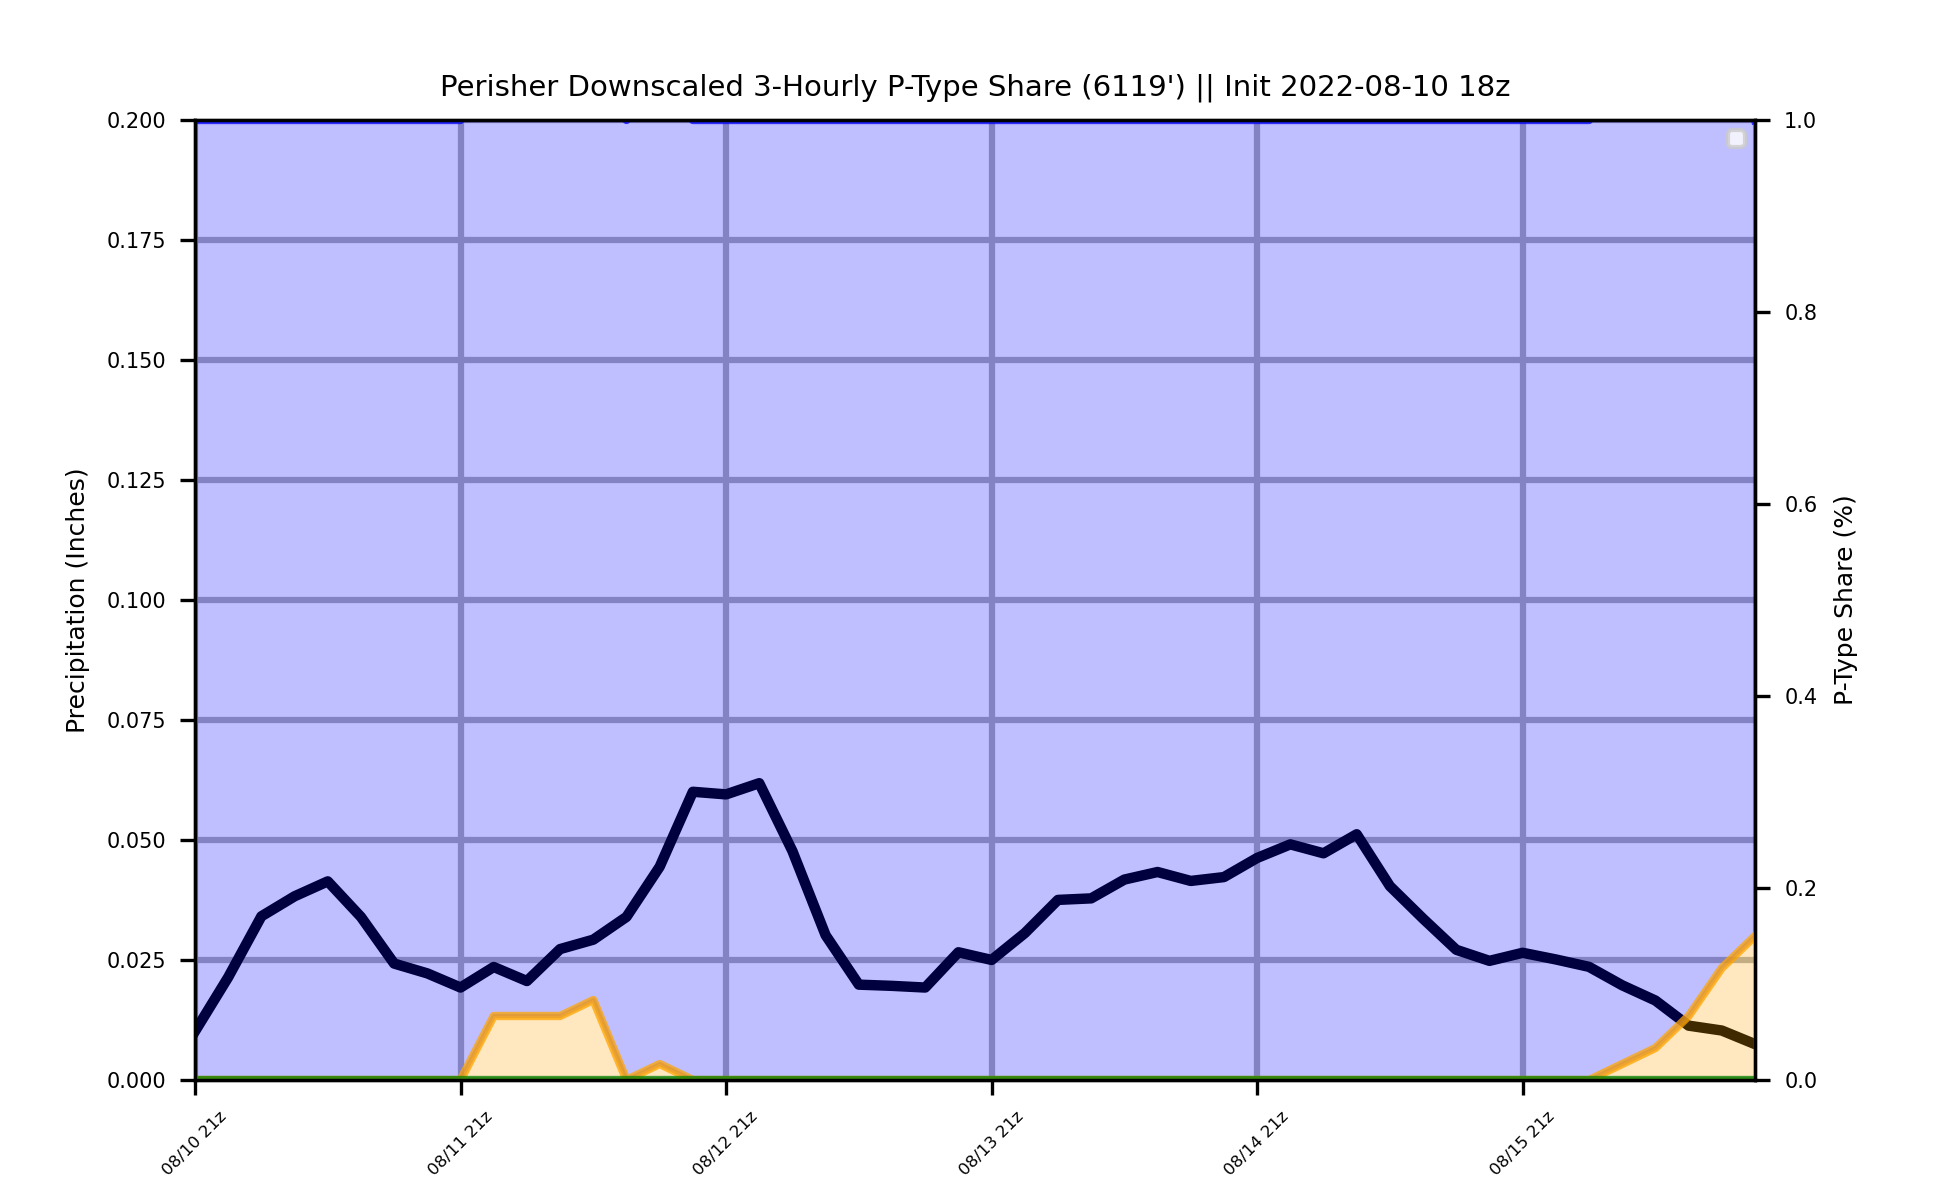 Perisher Downscaled 3-Hourly P-Type Share (6119') || Init 2022-08-10 18z
0.200
0.175
0.150
0.125
0.100
0.075
0.050
0.025
0.000
Precipitation (Inches)
1.0
0.8
0.6
0.4
0.2
0.0
P-Type Share (%)
08/10 21z
08/11 21z
08/12 21z
08/13 21z
08/14 21z
08/15 21z